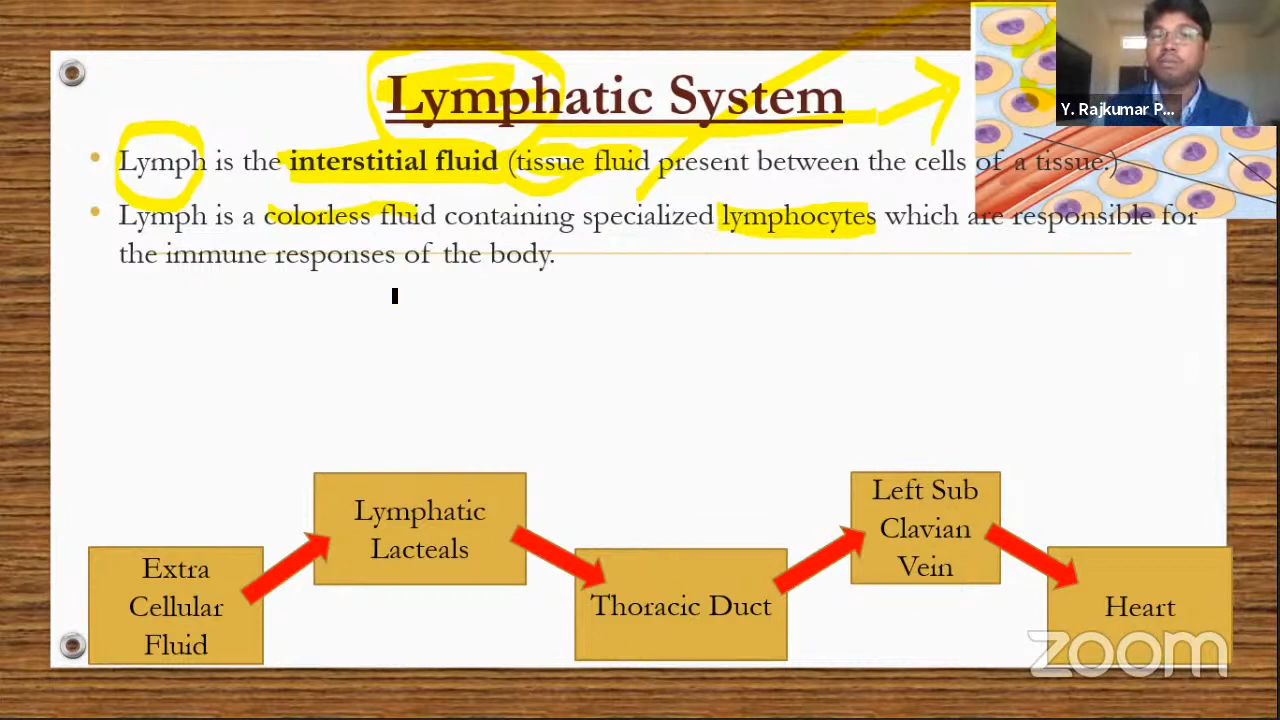 Lymphatic System
Y. Rajkumar P...
• Lymph is the interstitial fluid (tissue fluid present between the cells of a tissue.)
• Lymph is a colorless fluid containing specialized lymphocytes which are responsible for
the immune responses of the body.
Extra
Cellular
Fluid
Lymphatic
Lacteals
Thoracic Duct
Left Sub
Clavian
Vein
Heart
zoom